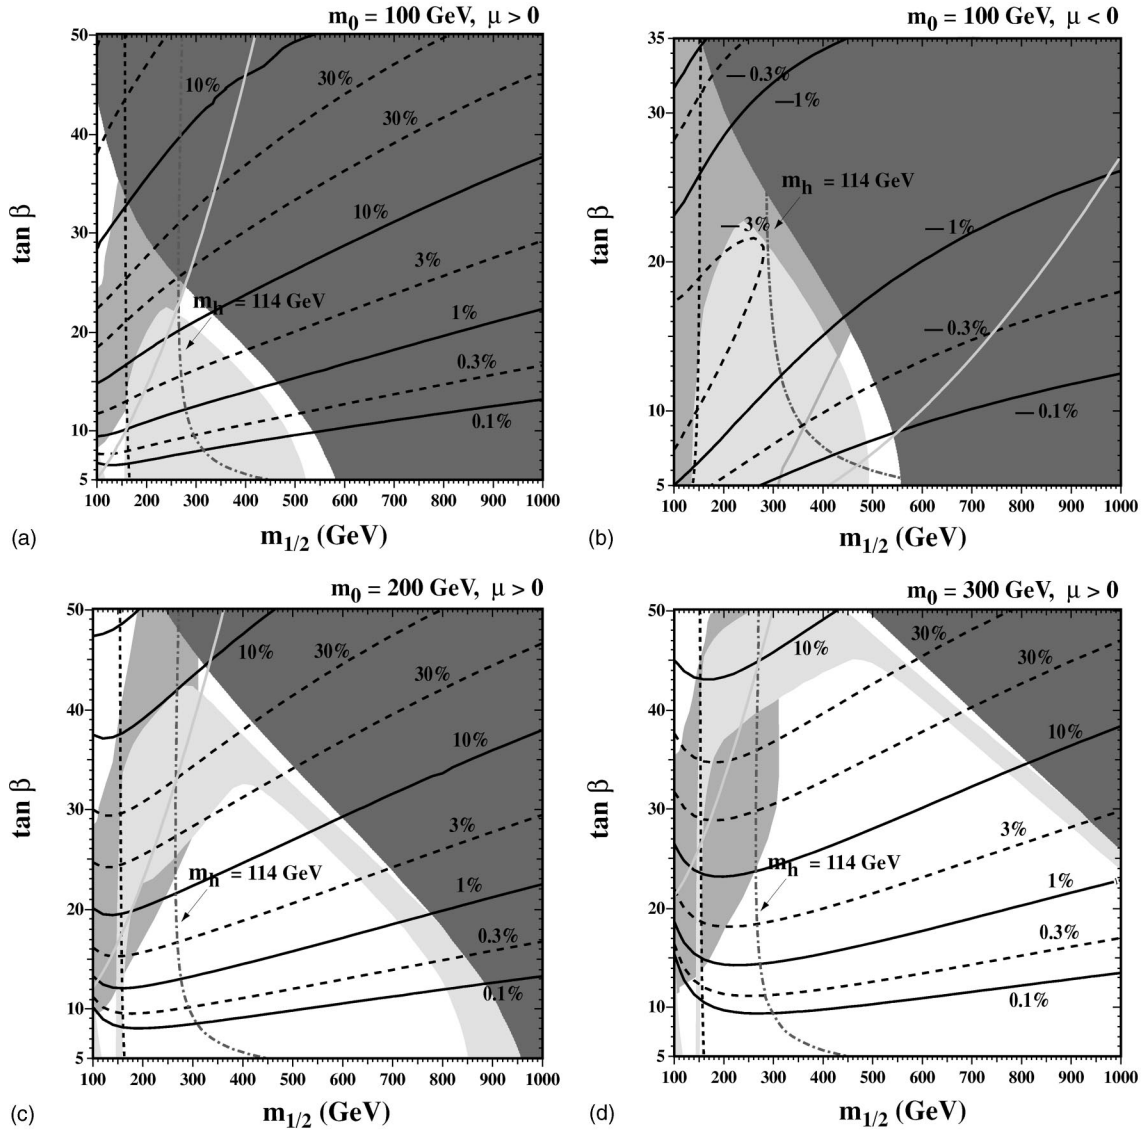 m0 = 100 GeV, μ > 0
50
40
30
20
10
5
tan β
10%
30%
30%
10%
3%
1%
0.3%
0.1%
mh = 114 GeV
100 200 300 400 500 600 700 800 900 1000
m1/2 (GeV)
(a)
m0 = 100 GeV, μ < 0
35
30
20
10
5
tan β
— 0.3%
—1%
mh = 114 GeV
— 3%
— 1%
— 0.3%
— 0.1%
100 200 300 400 500 600 700 800 900 1000
m1/2 (GeV)
(b)
m0 = 200 GeV, μ > 0
50
40
30
20
10
5
tan β
10%
30%
30%
10%
3%
1%
0.3%
0.1%
mh = 114 GeV
100 200 300 400 500 600 700 800 900 1000
m1/2 (GeV)
(c)
m0 = 300 GeV, μ > 0
50
40
30
20
10
5
tan β
10%
30%
30%
10%
3%
1%
0.3%
0.1%
mh = 114 GeV
100 200 300 400 500 600 700 800 900 1000
m1/2 (GeV)
(d)